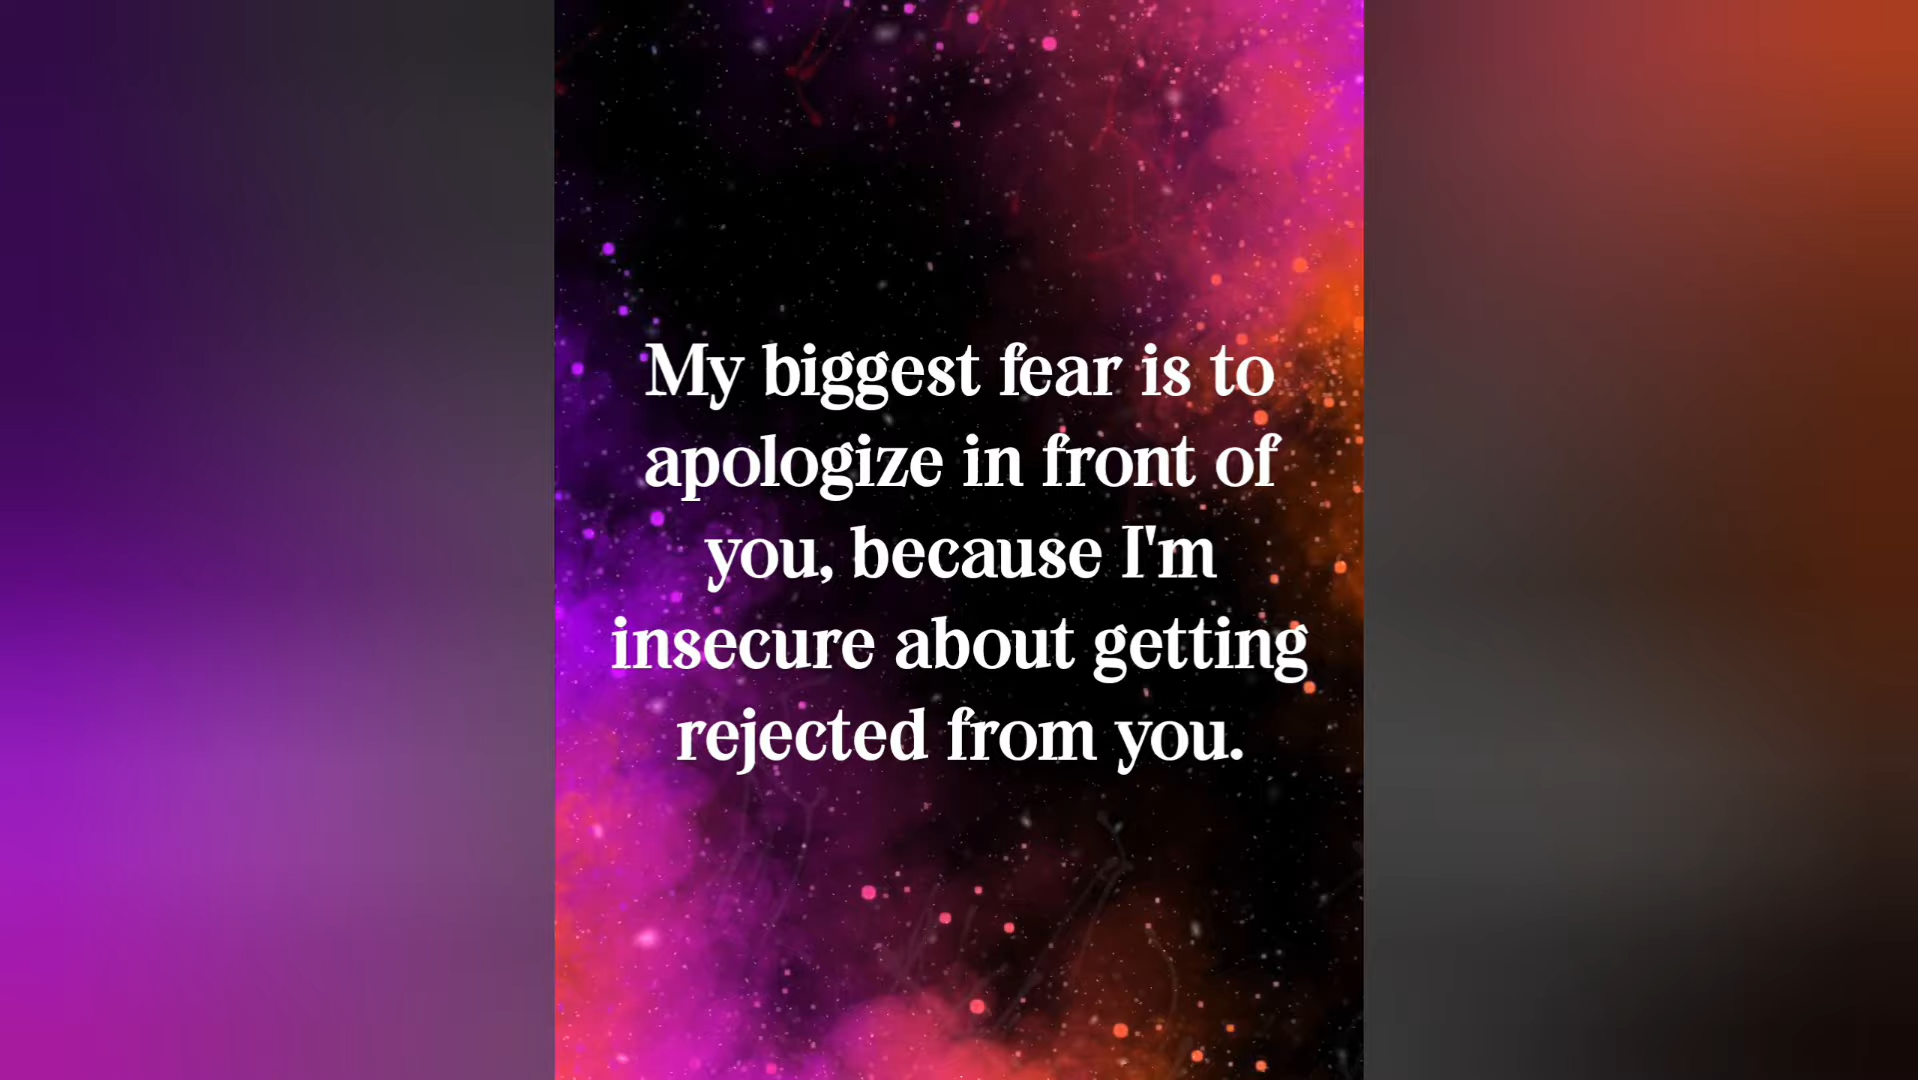 My biggest fear is to
apologize in front of
you, because I'm
insecure about getting
rejected from you.